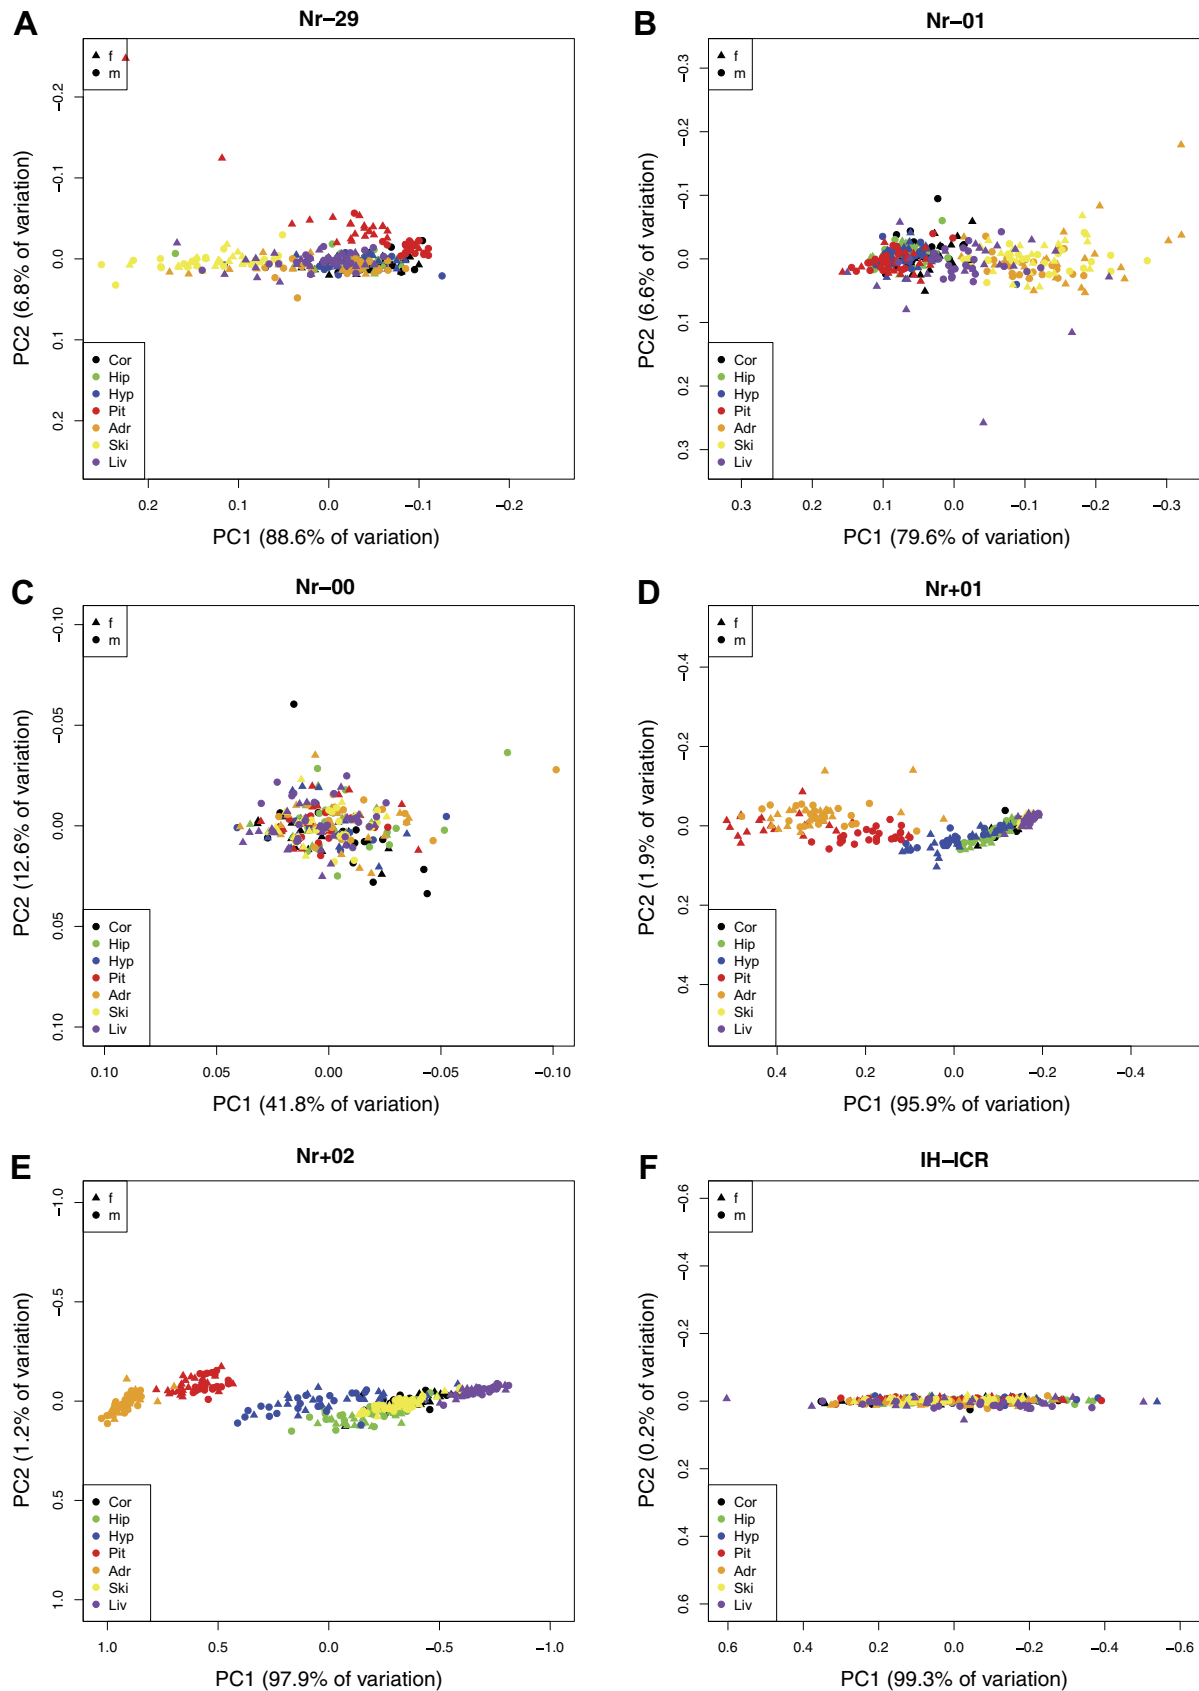 A
Nr−29
f
m
PC2 (6.8% of variation)
−0.2
−0.1
0.0
0.1
0.2
Cor
Hip
Hyp
Pit
Adr
Ski
Liv
0.2
0.1
0.0
−0.1
−0.2
PC1 (88.6% of variation)
B
Nr−01
f
m
PC2 (6.6% of variation)
−0.3
−0.2
−0.1
0.0
0.1
0.2
0.3
Cor
Hip
Hyp
Pit
Adr
Ski
Liv
0.3
0.2
0.1
0.0
−0.1
−0.2
−0.3
PC1 (79.6% of variation)
C
Nr−00
f
m
PC2 (12.6% of variation)
−0.10
−0.05
0.00
0.05
0.10
Cor
Hip
Hyp
Pit
Adr
Ski
Liv
0.10
0.05
0.00
−0.05
−0.10
PC1 (41.8% of variation)
D
Nr+01
f
m
PC2 (1.9% of variation)
−0.4
−0.2
0.0
0.2
0.4
Cor
Hip
Hyp
Pit
Adr
Ski
Liv
0.4
0.2
0.0
−0.2
−0.4
PC1 (95.9% of variation)
E
Nr+02
f
m
PC2 (1.2% of variation)
−1.0
−0.5
0.0
0.5
1.0
Cor
Hip
Hyp
Pit
Adr
Ski
Liv
1.0
0.5
0.0
−0.5
−1.0
PC1 (97.9% of variation)
F
IH−ICR
f
m
PC2 (0.2% of variation)
−0.6
−0.4
−0.2
0.0
0.2
0.4
0.6
Cor
Hip
Hyp
Pit
Adr
Ski
Liv
0.6
0.4
0.2
0.0
−0.2
−0.4
−0.6
PC1 (99.3% of variation)